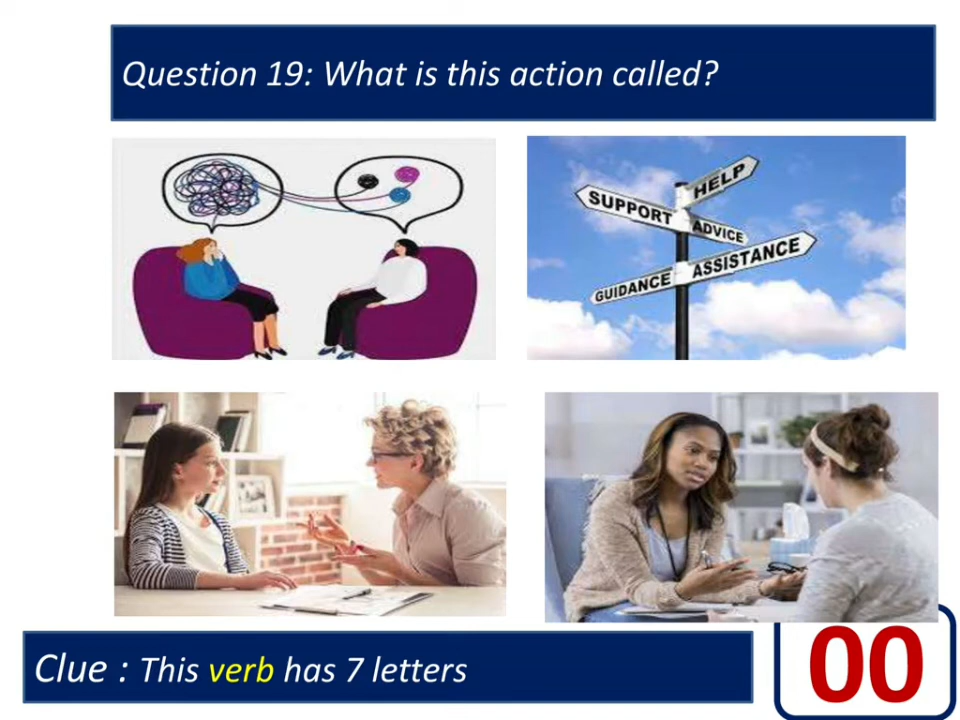 Question 19: What is this action called?
HELP
SUPPORT
ADVICE
ASSISTANCE
GUIDANCE
Clue : This verb has 7 letters
00